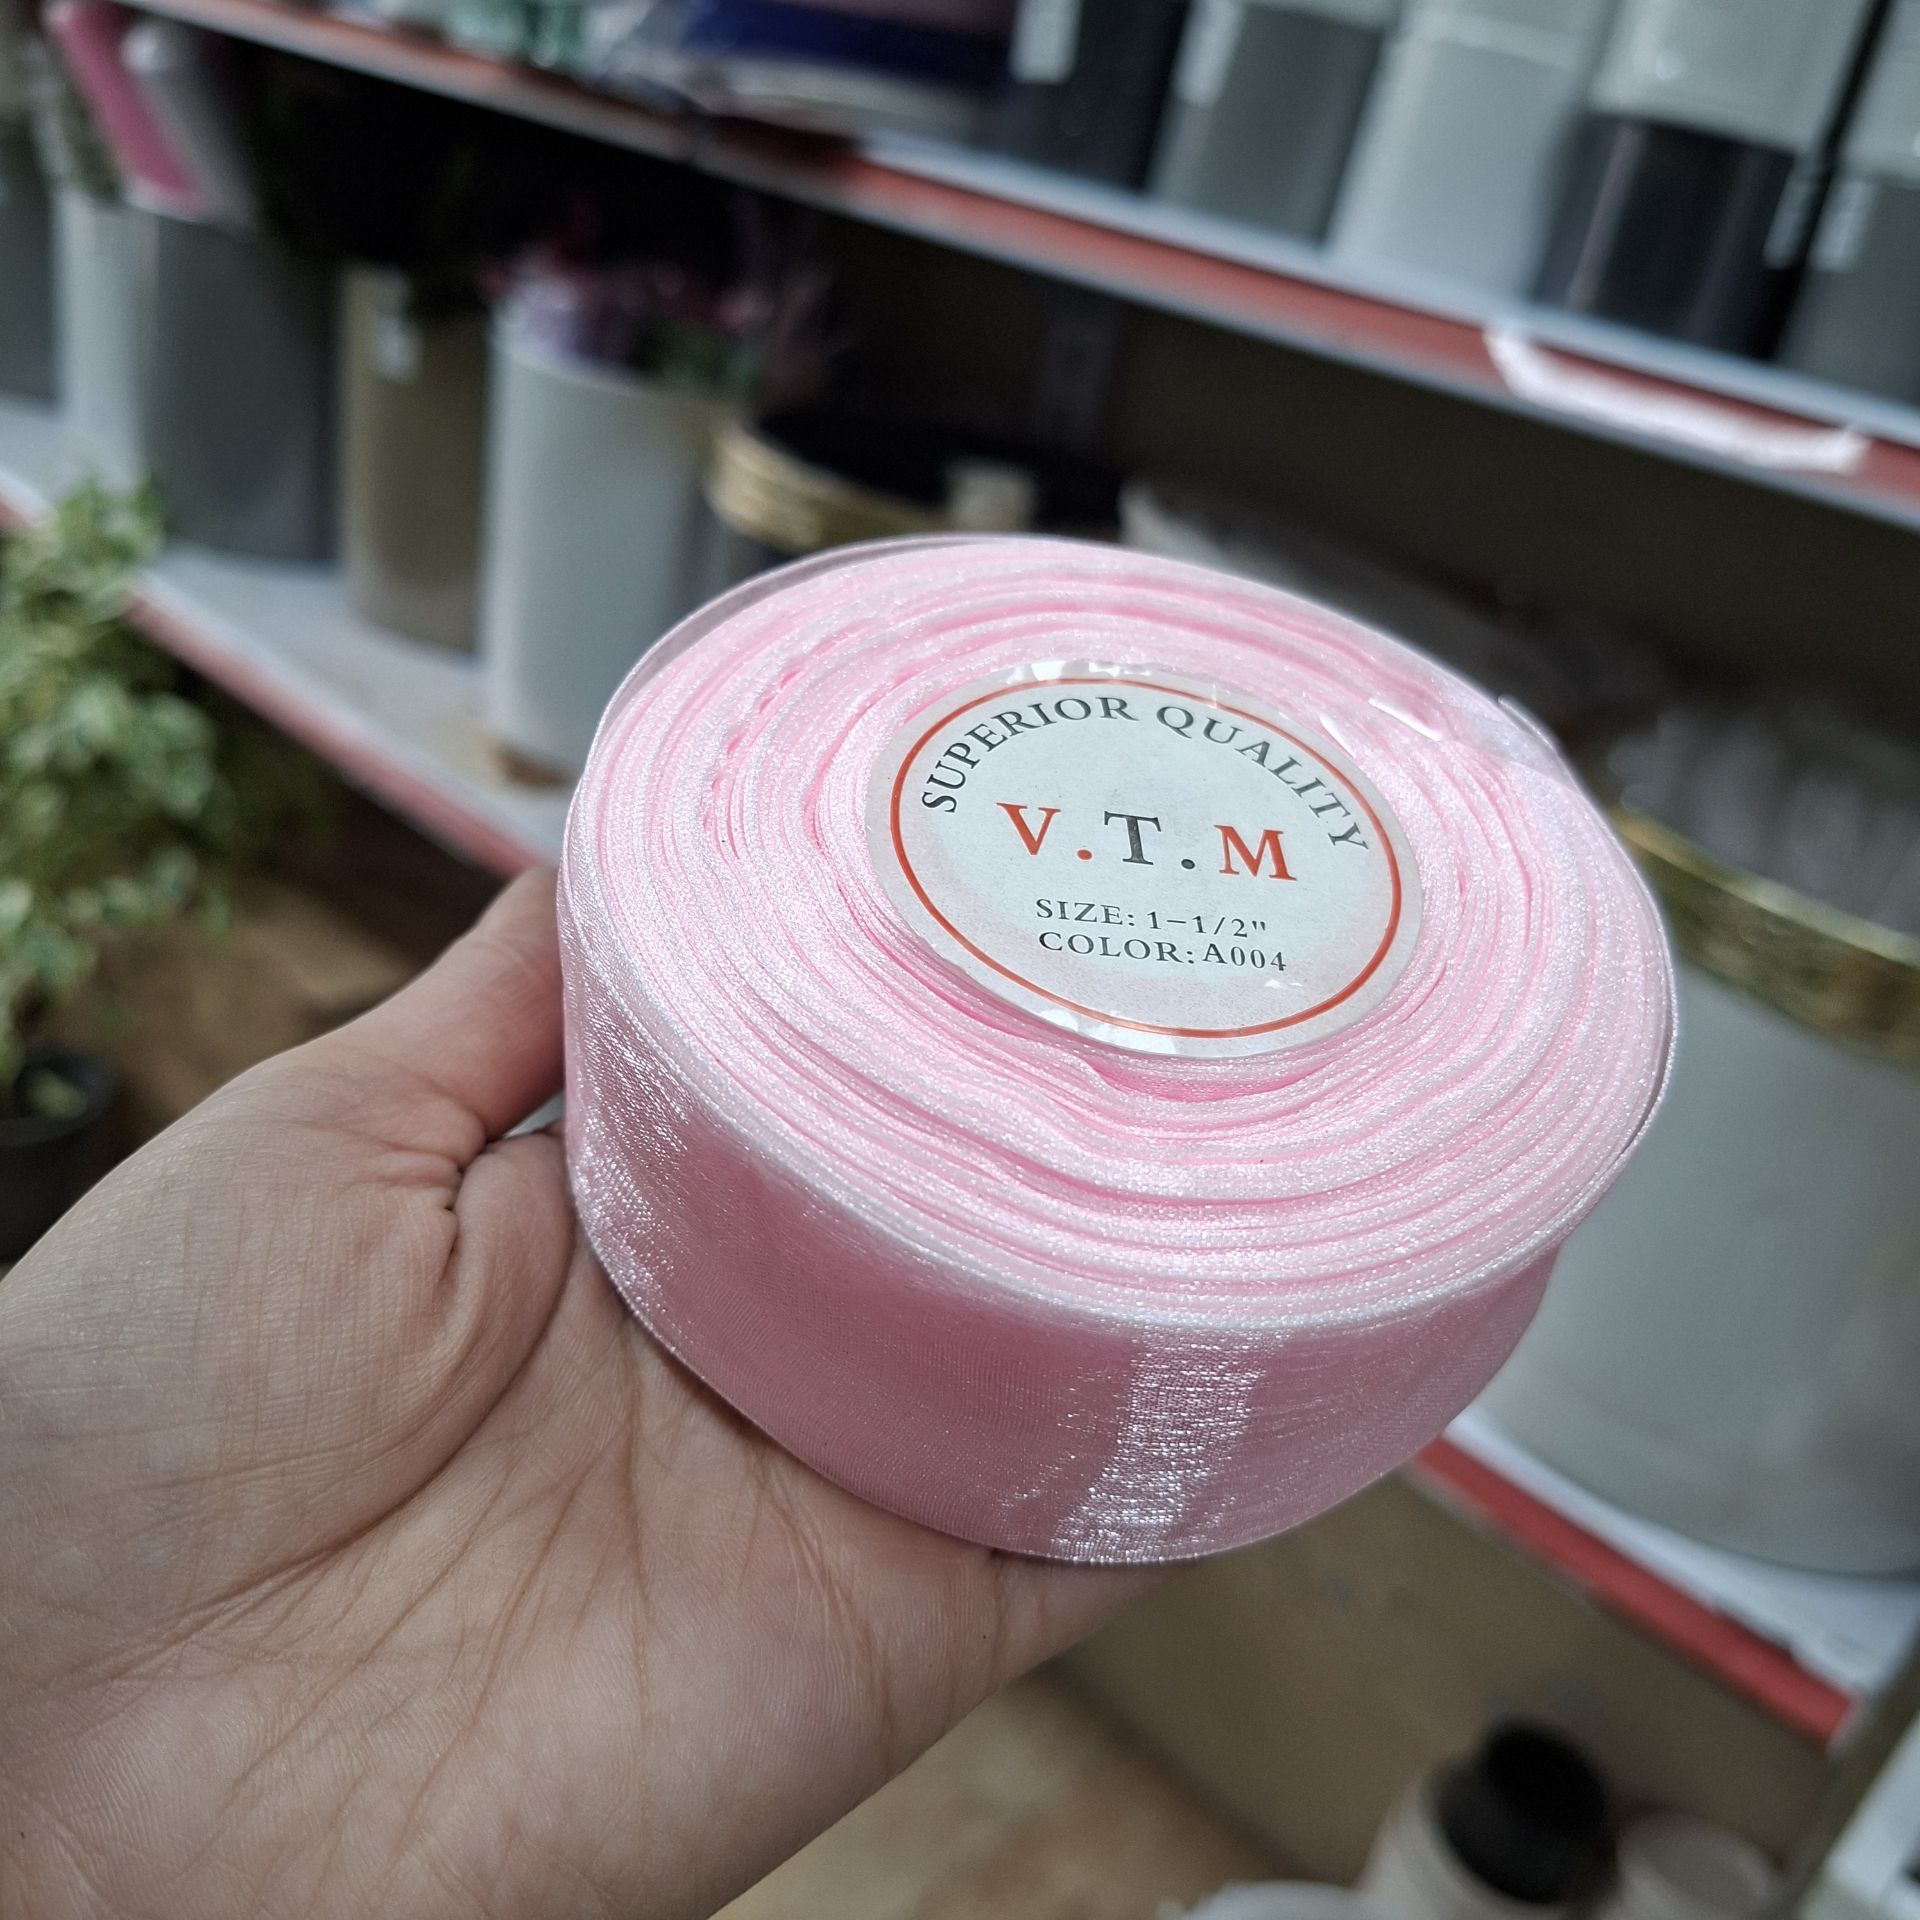 SUPERIOR QUALITY
V.T.M
SIZE: 1-1/2"
COLOR: A004